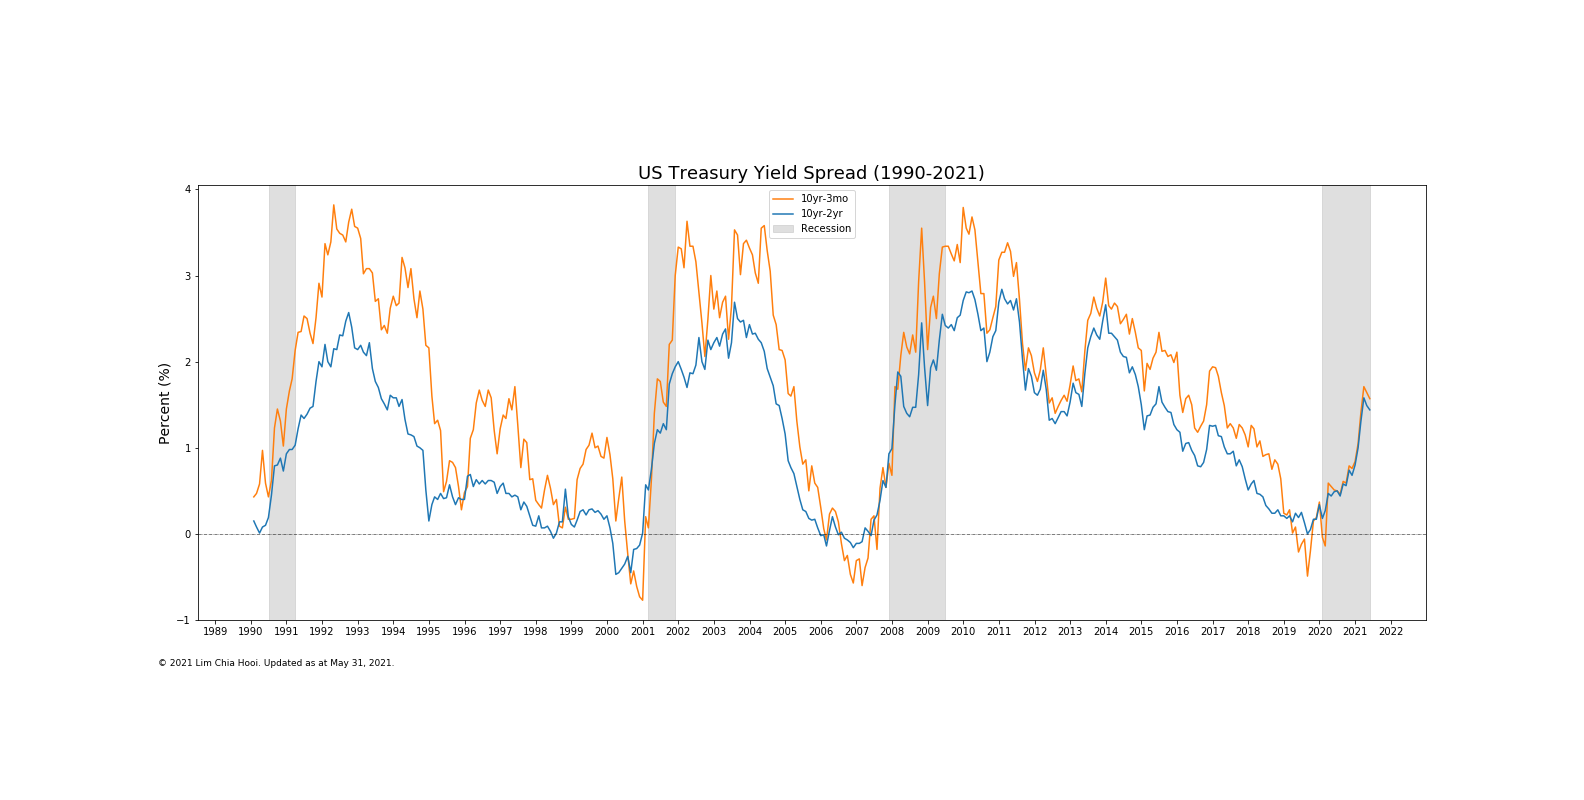 US Treasury Yield Spread (1990-2021)
4
3
2
1
0
−1
Percent (%)
10yr-3mo
10yr-2yr
Recession
1989 1990 1991 1992 1993 1994 1995 1996 1997 1998 1999 2000 2001 2002 2003 2004 2005 2006 2007 2008 2009 2010 2011 2012 2013 2014 2015 2016 2017 2018 2019 2020 2021 2022
© 2021 Lim Chia Hooi. Updated as at May 31, 2021.